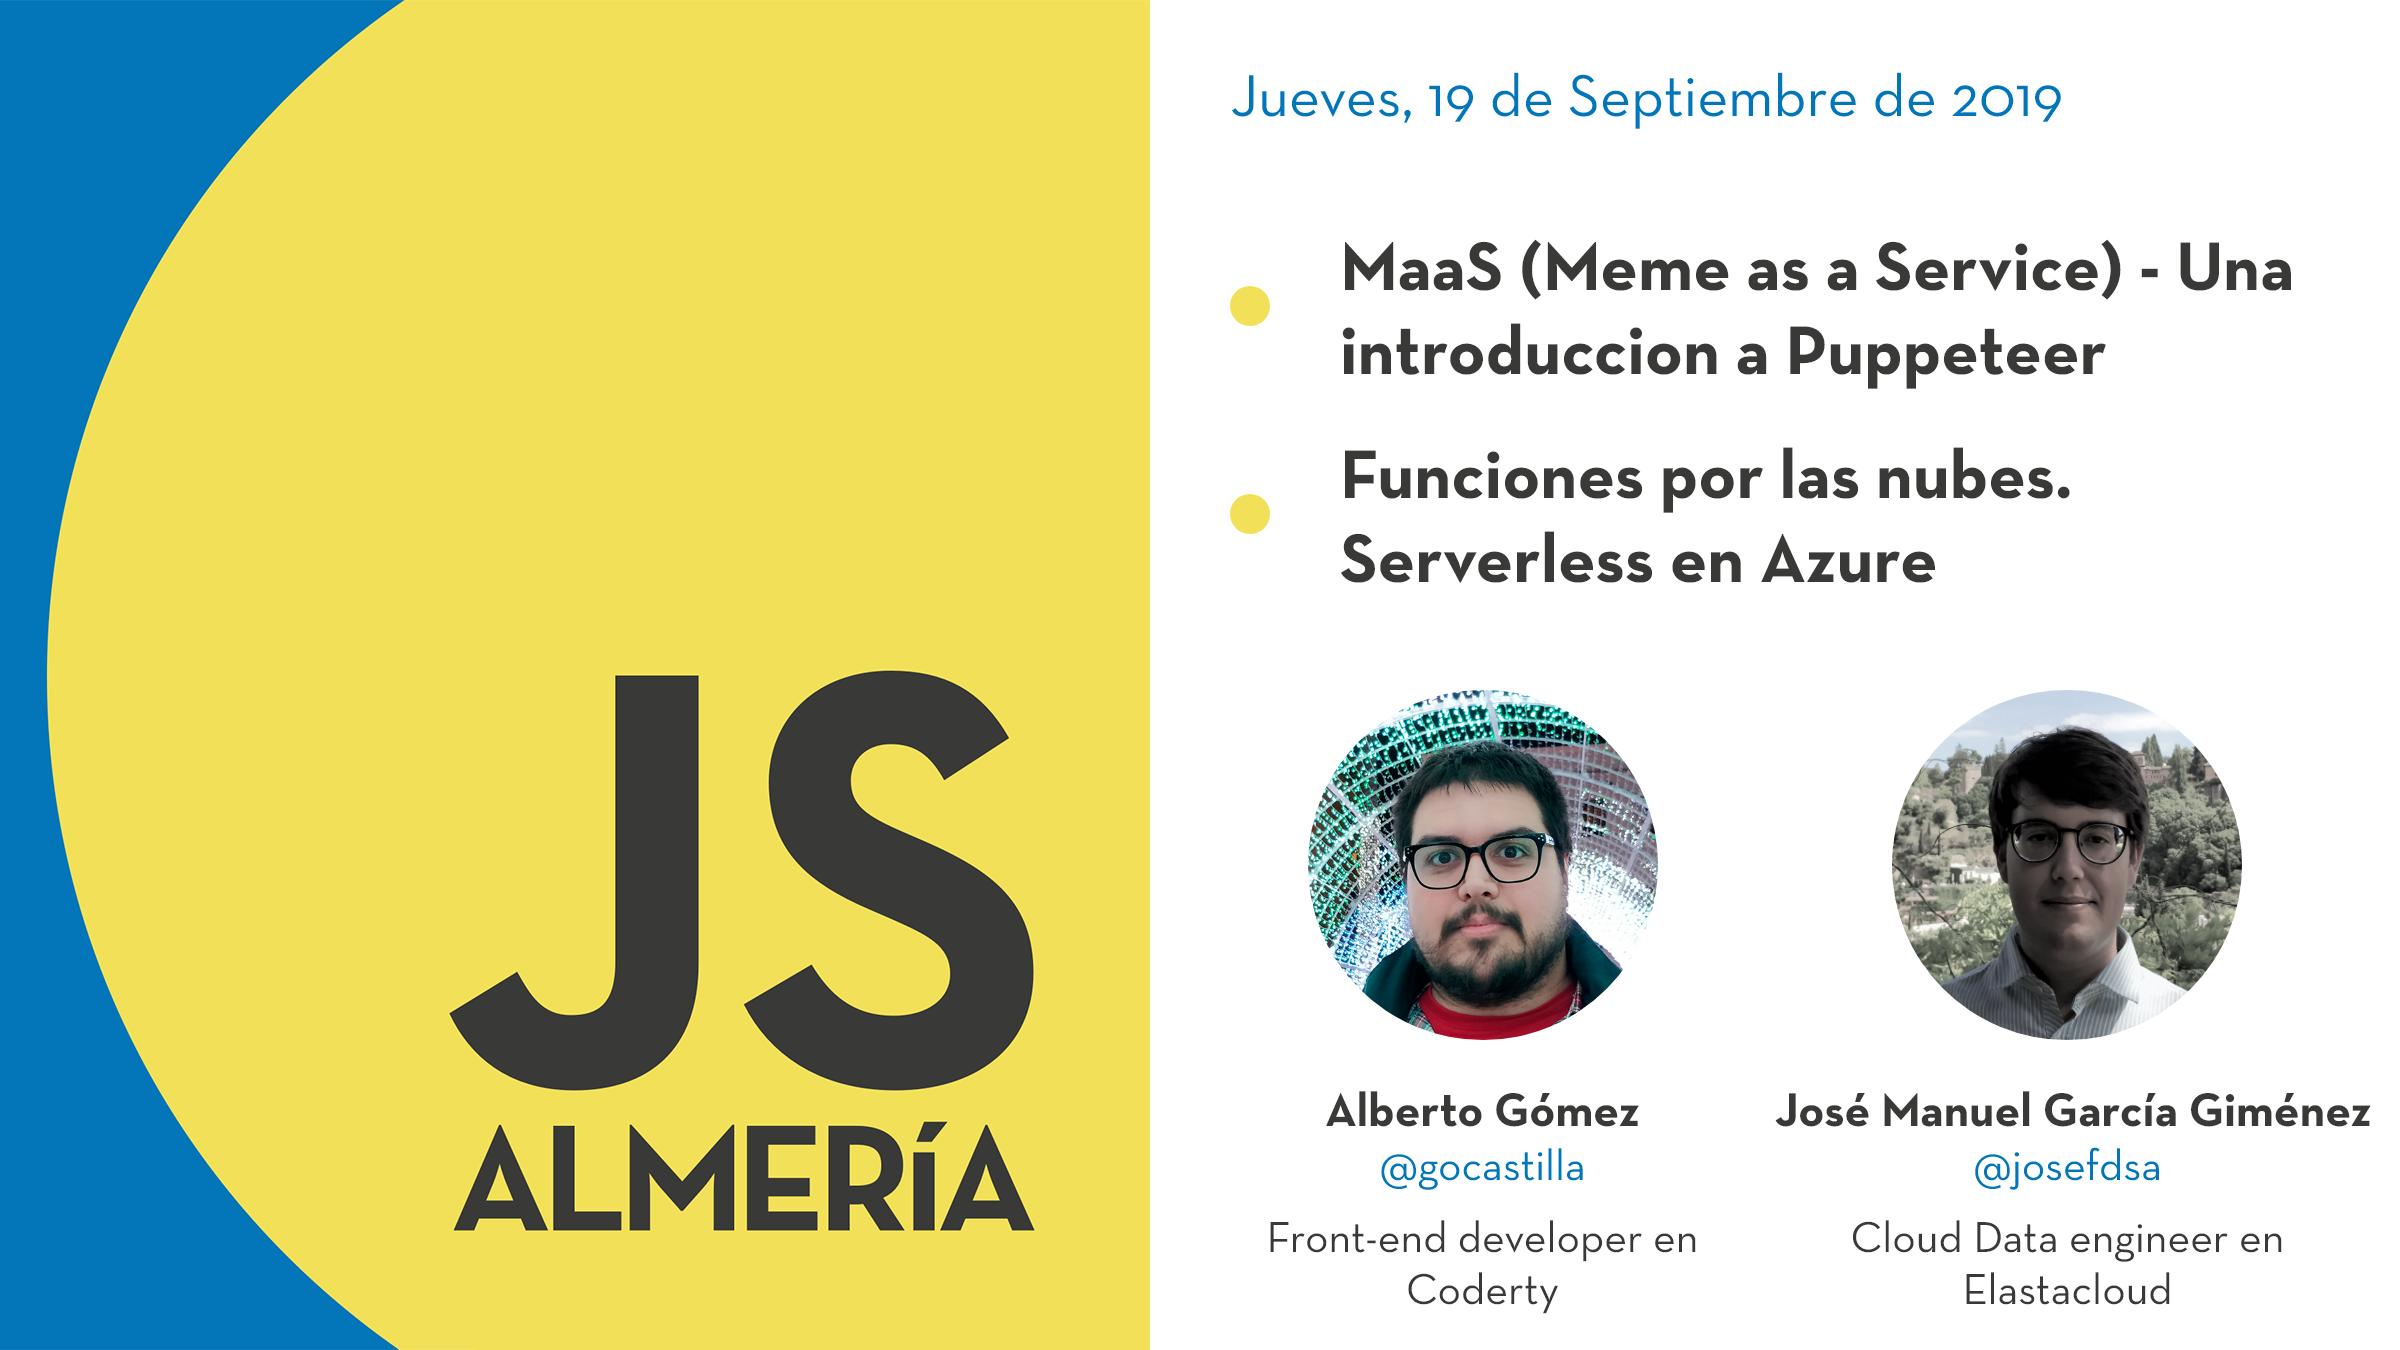 JS
ALMERÍA
Jueves, 19 de Septiembre de 2019
MaaS (Meme as a Service) - Una
introduccion a Puppeteer
Funciones por las nubes.
Serverless en Azure
Alberto Gómez
@gocastilla
Front-end developer en
Coderty
José Manuel García Giménez
@josefdsa
Cloud Data engineer en
Elastacloud